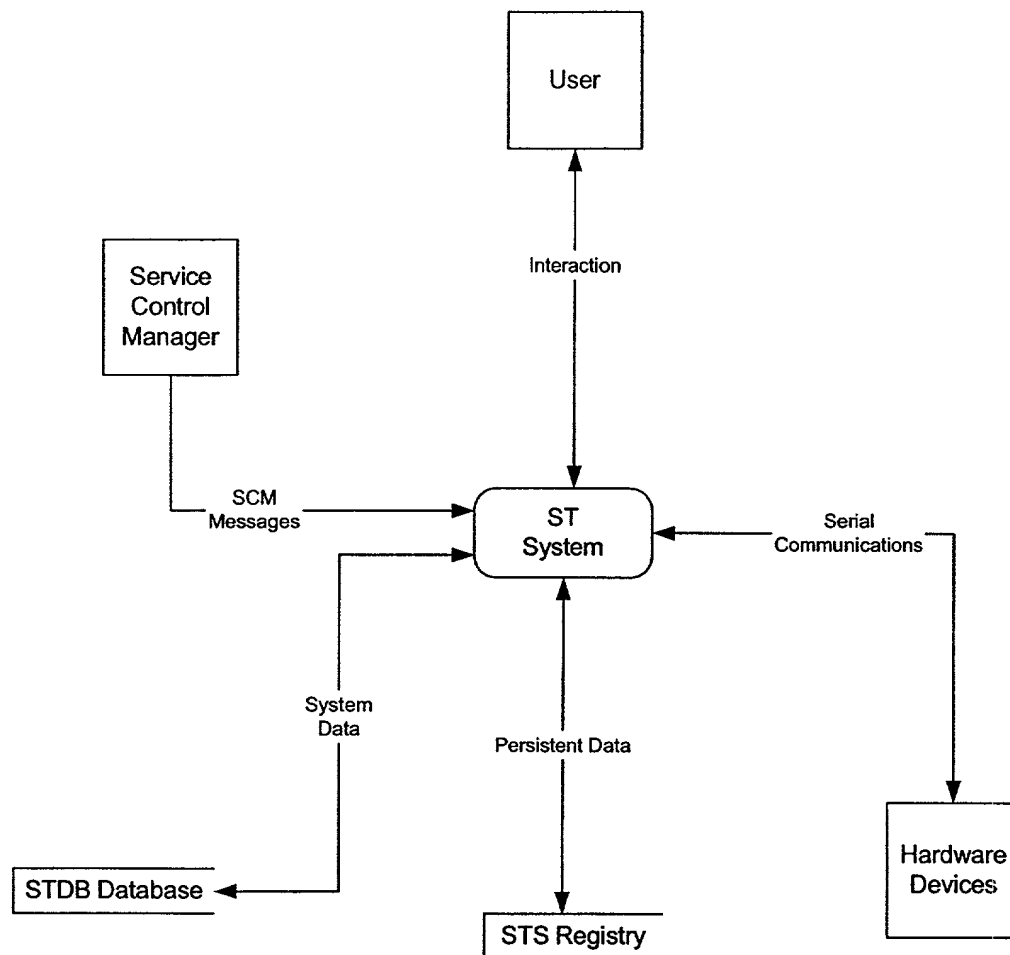 User
Interaction
Service
Control
Manager
SCM
Messages
ST
System
Serial
Communications
System
Data
Persistent Data
STDB Database
STS Registry
Hardware
Devices